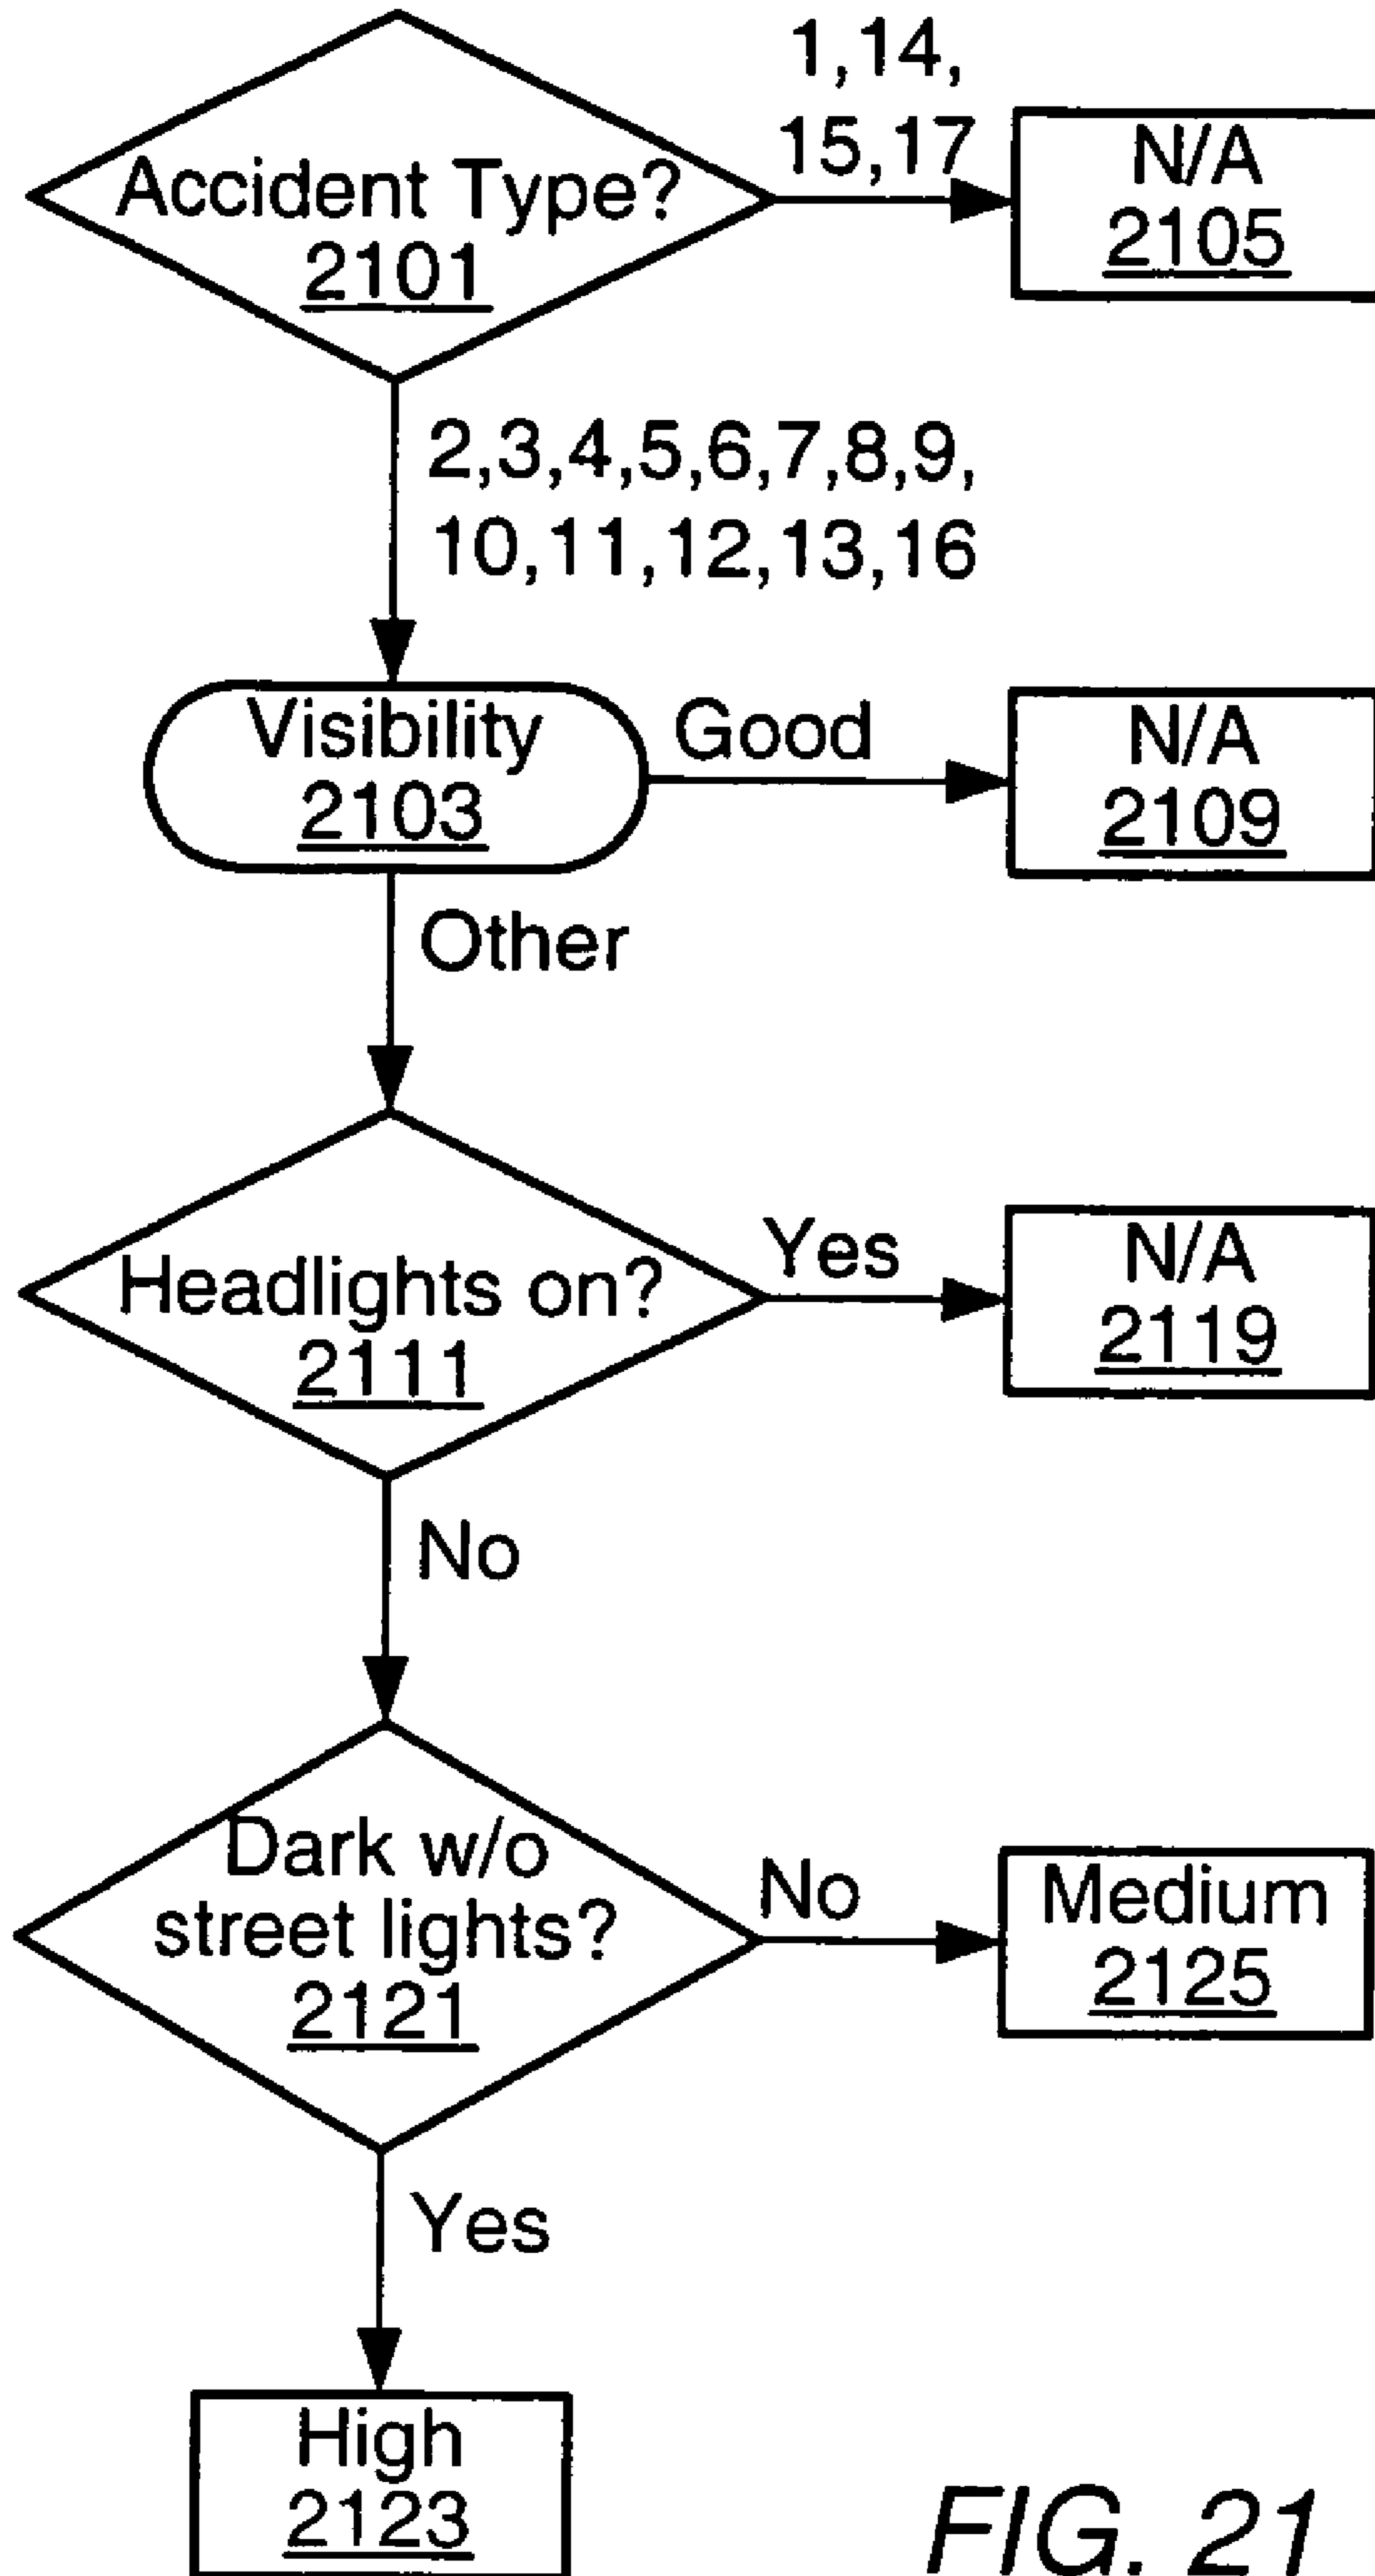 1,14,
15,17
Accident Type?
2101
N/A
2105
2,3,4,5,6,7,8,9,
10,11,12,13,16
Visibility
2103
Good
N/A
2109
Other
Headlights on?
2111
Yes
N/A
2119
No
Dark w/o
street lights?
2121
No
Medium
2125
Yes
High
2123
FIG. 21